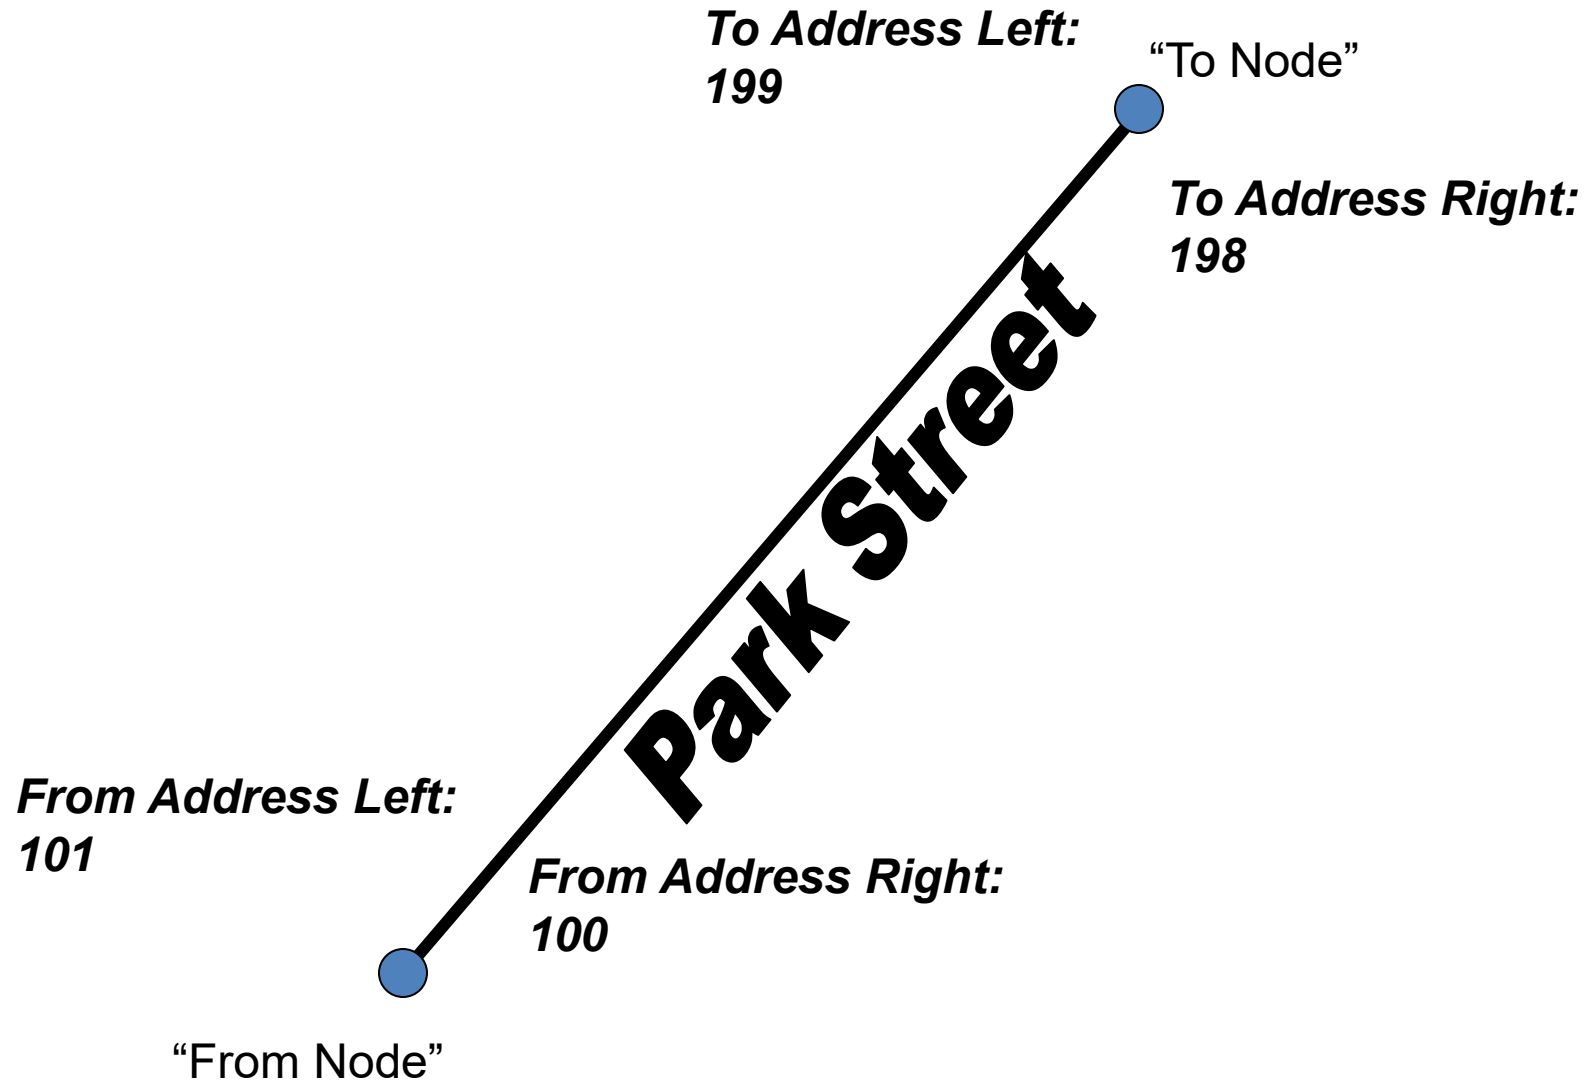 To Address Left:
199
“To Node”
To Address Right:
198
Park Street
From Address Left:
101
From Address Right:
100
“From Node”